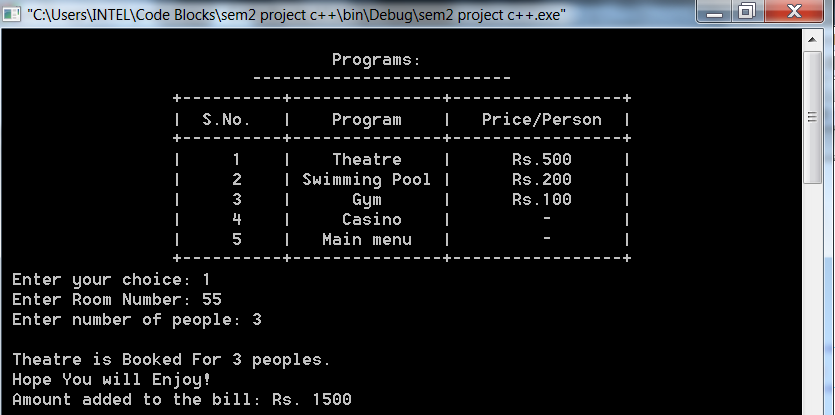 "C:\Users\INTEL\Code Blocks\sem2 project c++\bin\Debug\sem2 project c++.exe"
Programs:
--------------------------
+-----------+----------------+-----------------+
| S.No. | Program | Price/Person |
+-----------+----------------+-----------------+
| 1 | Theatre | Rs.500 |
| 2 | Swimming Pool | Rs.200 |
| 3 | Gym | Rs.100 |
| 4 | Casino | - |
| 5 | Main menu | - |
+-----------+----------------+-----------------+
Enter your choice: 1
Enter Room Number: 55
Enter number of people: 3
Theatre is Booked For 3 peoples.
Hope You will Enjoy!
Amount added to the bill: Rs. 1500